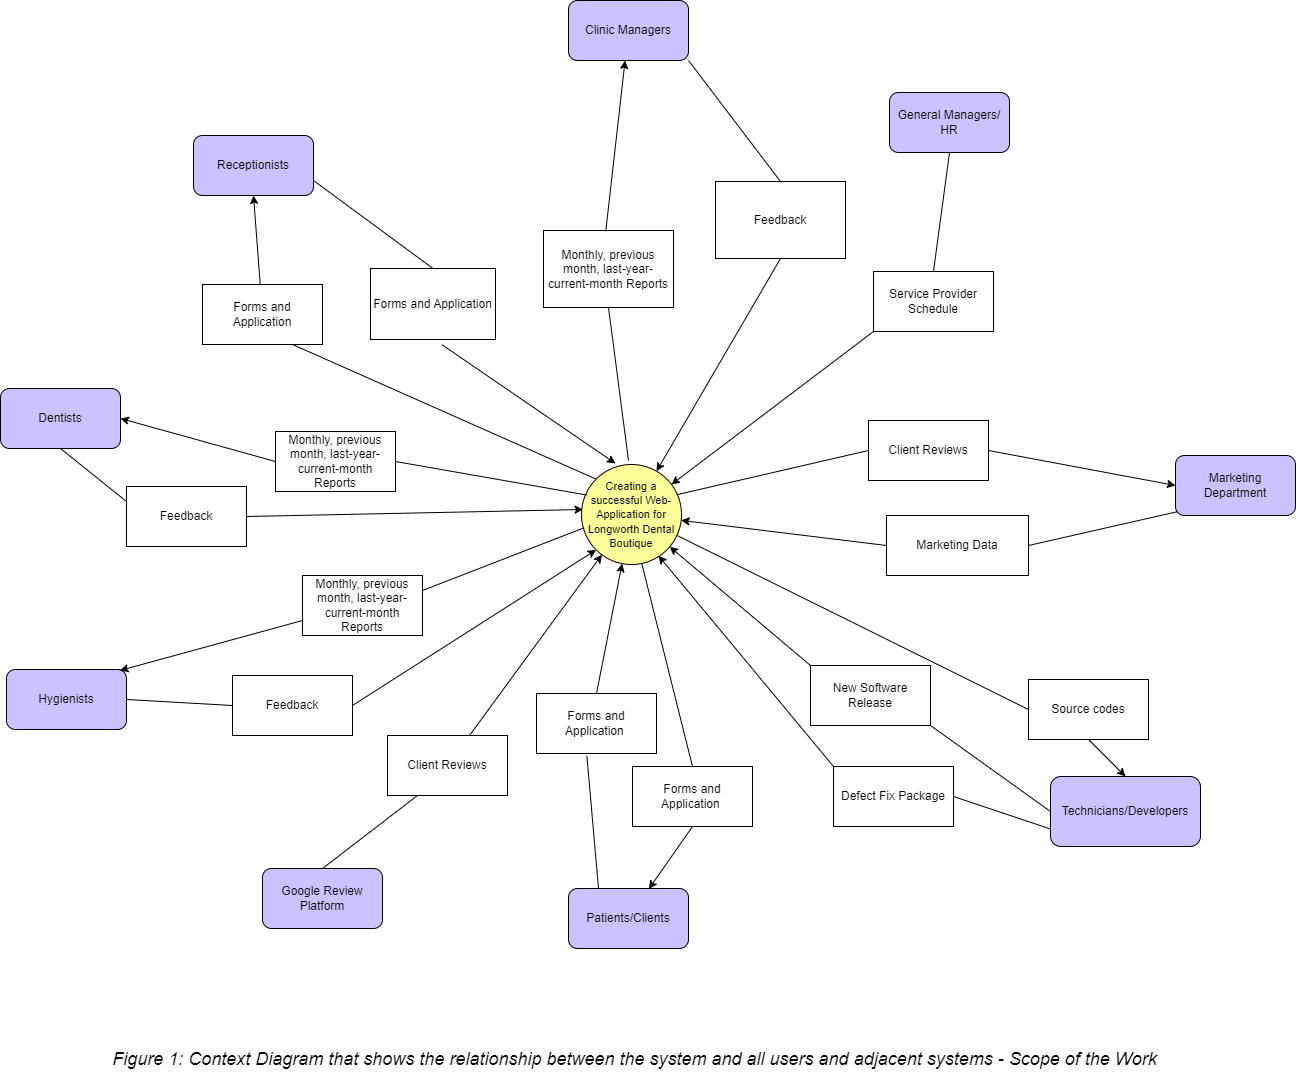 Clinic Managers
General Managers/
HR
Receptionists
Feedback
Monthly, previous
month, last-year-
current-month Reports
Service Provider
Schedule
Forms and
Application
Forms and Application
Dentists
Monthly, previous
month, last-year-
current-month
Reports
Client Reviews
Marketing
Department
Feedback
Creating a
successful Web-
Application for
Longworth Dental
Boutique
Marketing Data
Monthly, previous
month, last-year-
current-month
Reports
Hygienists
Feedback
New Software
Release
Source codes
Forms and
Application
Client Reviews
Forms and
Application
Defect Fix Package
Technicians/Developers
Google Review
Platform
Patients/Clients
Figure 1: Context Diagram that shows the relationship between the system and all users and adjacent systems - Scope of the Work